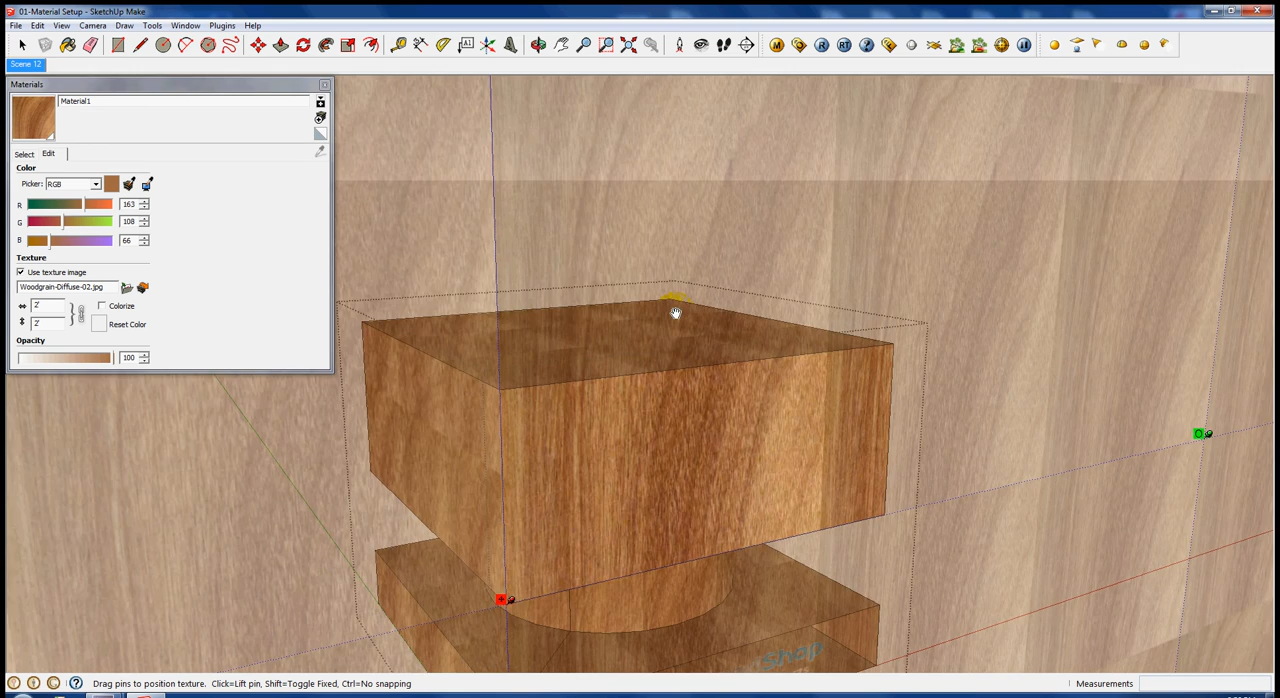 01-Material Setup - SketchUp Make
File Edit View Camera Draw Tools Window Plugins Help
Scene 12
Materials
Material1
Select Edit
Color
Picker: RGB
R 163
G 108
B 66
Texture
Use texture image
Woodgrain-Diffuse-02.jpg
2'
Colorize
2'
Reset Color
Opacity
100
Drag pins to position texture. Click=Lift pin, Shift=Toggle Fixed, Ctrl=No snapping
Measurements